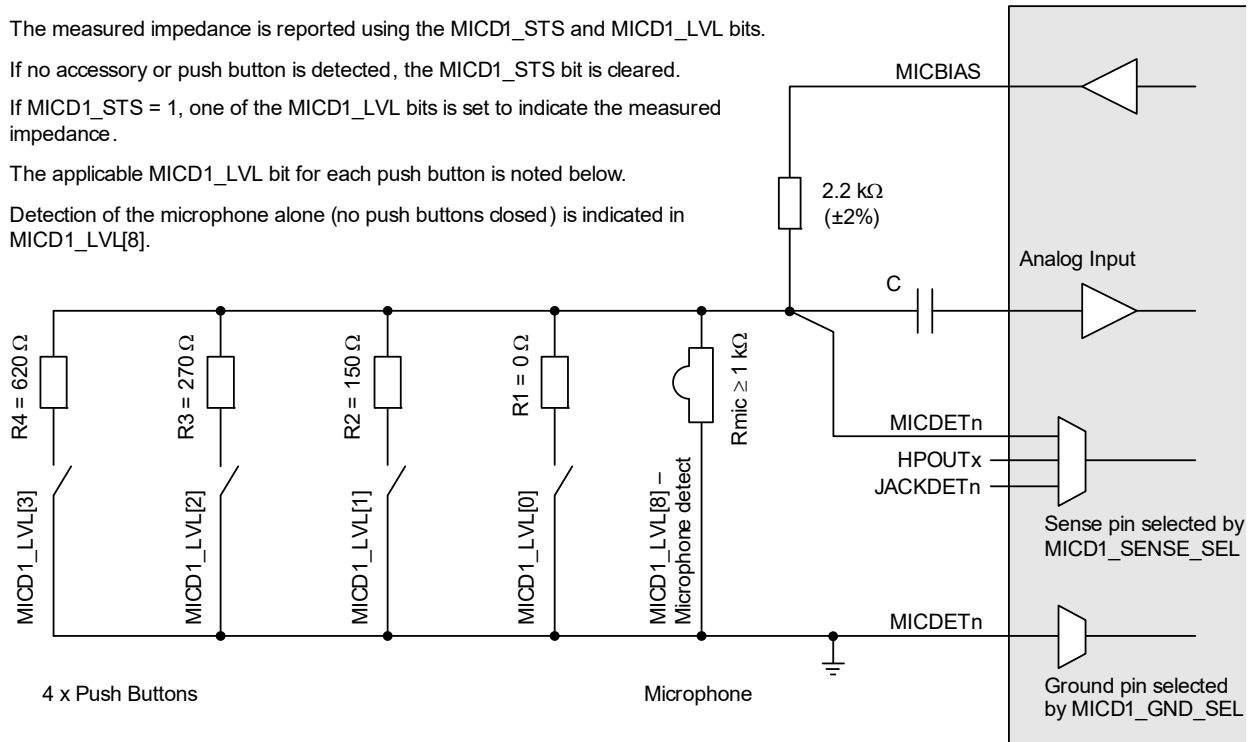 The measured impedance is reported using the MICD1_STS and MICD1_LVL bits.
If no accessory or push button is detected, the MICD1_STS bit is cleared.
If MICD1_STS = 1, one of the MICD1_LVL bits is set to indicate the measured
impedance.
The applicable MICD1_LVL bit for each push button is noted below.
Detection of the microphone alone (no push buttons closed) is indicated in
MICD1_LVL[8].
MICBIAS
2.2 kΩ
(±2%)
Analog Input
C
R4 = 620 Ω
R3 = 270 Ω
R2 = 150 Ω
R1 = 0 Ω
Rmic ≥ 1 kΩ
MICDETn
HPOUTx
JACKDETn
Sense pin selected by
MICD1_SENSE_SEL
MICD1_LVL[3]
MICD1_LVL[2]
MICD1_LVL[1]
MICD1_LVL[0]
MICD1_LVL[8] –
Microphone detect
MICDETn
Ground pin selected
by MICD1_GND_SEL
4 x Push Buttons
Microphone